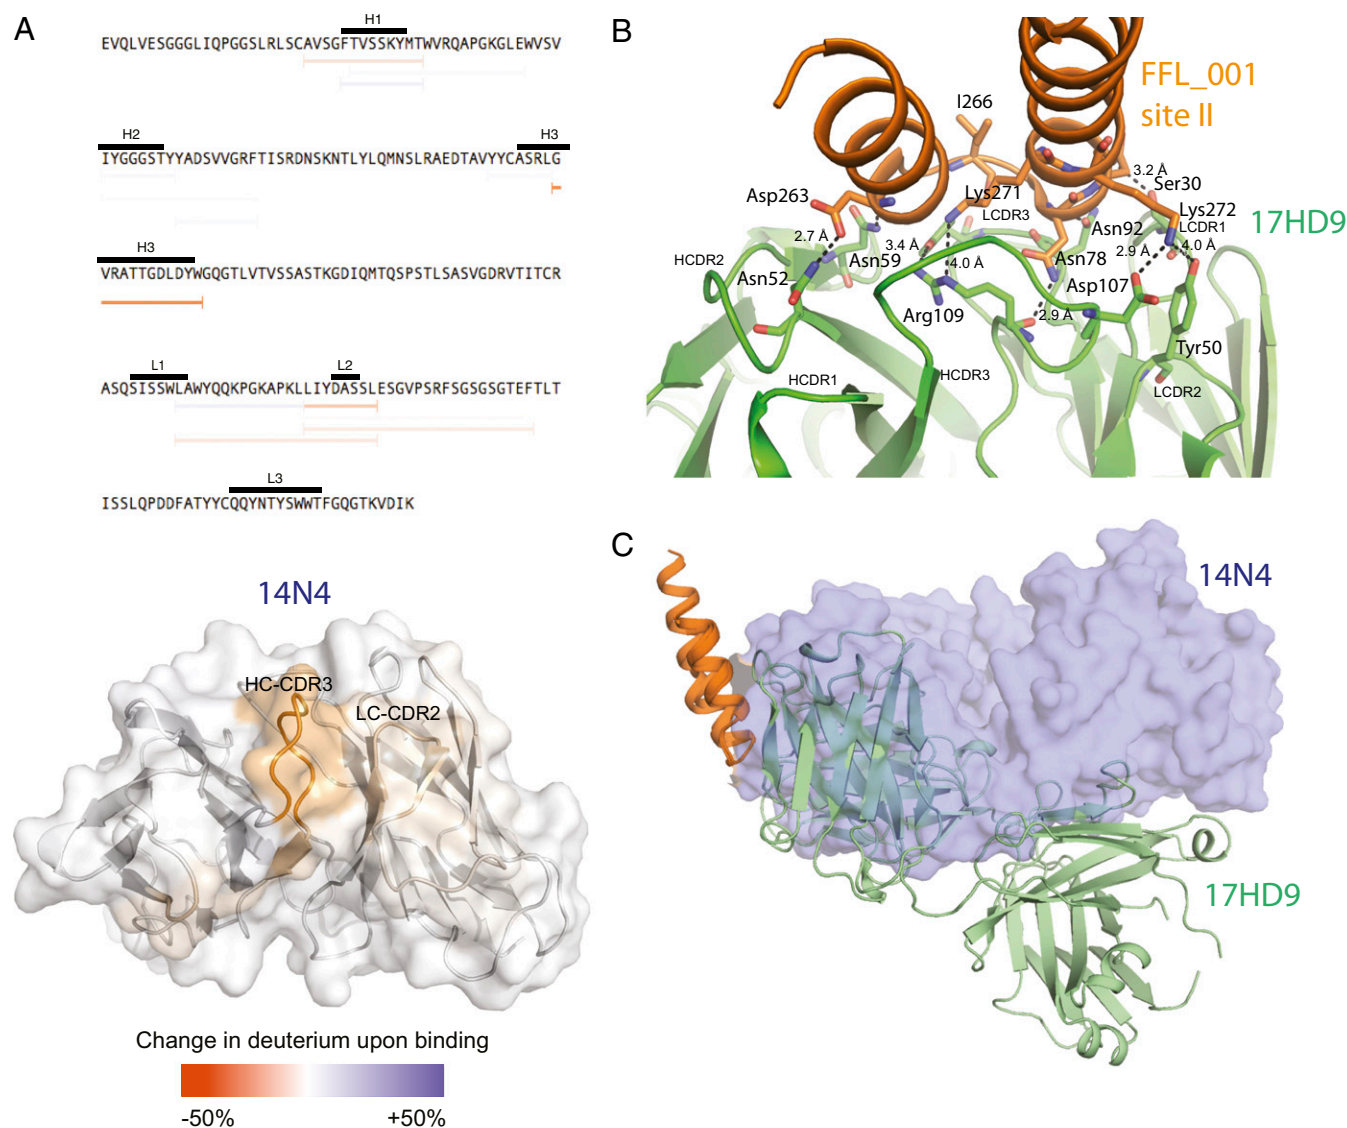 A
H1
EVQLVESGGGLIQPGGSLRLSCAVSGFTVSSKYMTWVRQAPGKGLEWVSV
H2
H3
IYGGGSTYYADSVVGRFTISRDNSKNTLYLQMNSLRAEDTAVYYCASRLG
H3
VRATTGDLDYWGQGTLVTVSSASTKGDIQMTQSPSTLSASVGDRVTITCR
L1
L2
ASQSISSWLAWYQQKPGKAPKLLIYDASSLESGVPSRFSGSGSGTEFTLT
L3
ISSLQPDDFATYYCQQYNTYSWWTFGQGTKVDIK
14N4
HC-CDR3
LC-CDR2
Change in deuterium upon binding
-50%
+50%
B
FFL_001
site II
I266
3.2 Å
Ser30
Asp263
Lys271
Lys272
LCDR3
17HD9
Asn92
LCDR1
2.7 Å
3.4 Å
2.9 Å
4.0 Å
HCDR2
Asn59
4.0 Å
Asn78
Asn52
Asp107
Arg109
2.9 Å
Tyr50
HCDR1
HCDR3
LCDR2
C
14N4
17HD9